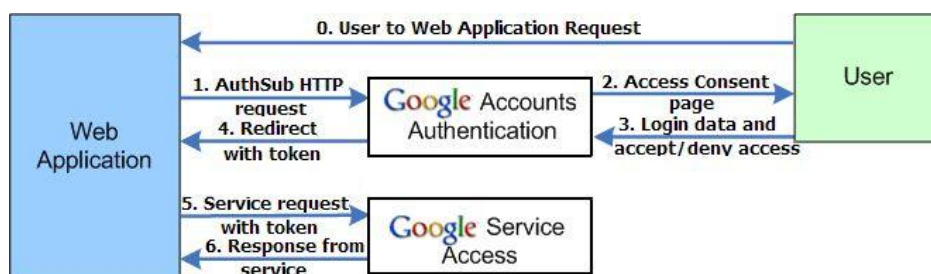 0. User to Web Application Request
User
1. AuthSub HTTP
request
Google Accounts
Authentication
2. Access Consent
page
Web
Application
4. Redirect
with token
3. Login data and
accept/deny access
5. Service request
with token
Google Service
Access
6. Response from
service